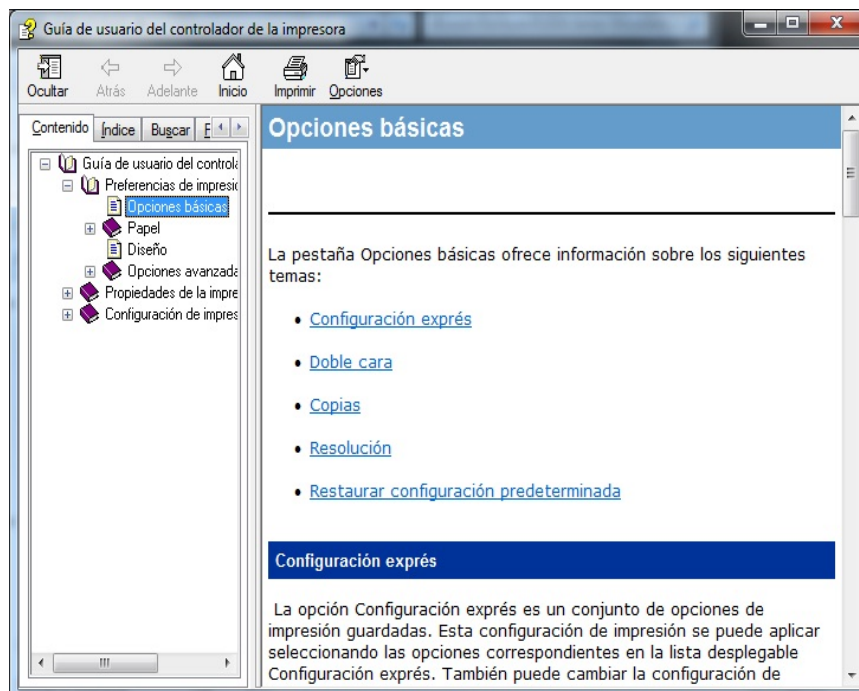 Guía de usuario del controlador de la impresora
Ocultar Atrás Adelante Inicio Imprimir Opciones
Contenido Índice Buscar F
Guía de usuario del controla
Preferencias de impresió
Opciones básicas
Papel
Diseño
Opciones avanzada
Propiedades de la impre
Configuración de impres
Opciones básicas
La pestaña Opciones básicas ofrece información sobre los siguientes
temas:
• Configuración exprés
• Doble cara
• Copias
• Resolución
• Restaurar configuración predeterminada
Configuración exprés
La opción Configuración exprés es un conjunto de opciones de
impresión guardadas. Esta configuración de impresión se puede aplicar
seleccionando las opciones correspondientes en la lista desplegable
Configuración exprés. También puede cambiar la configuración de